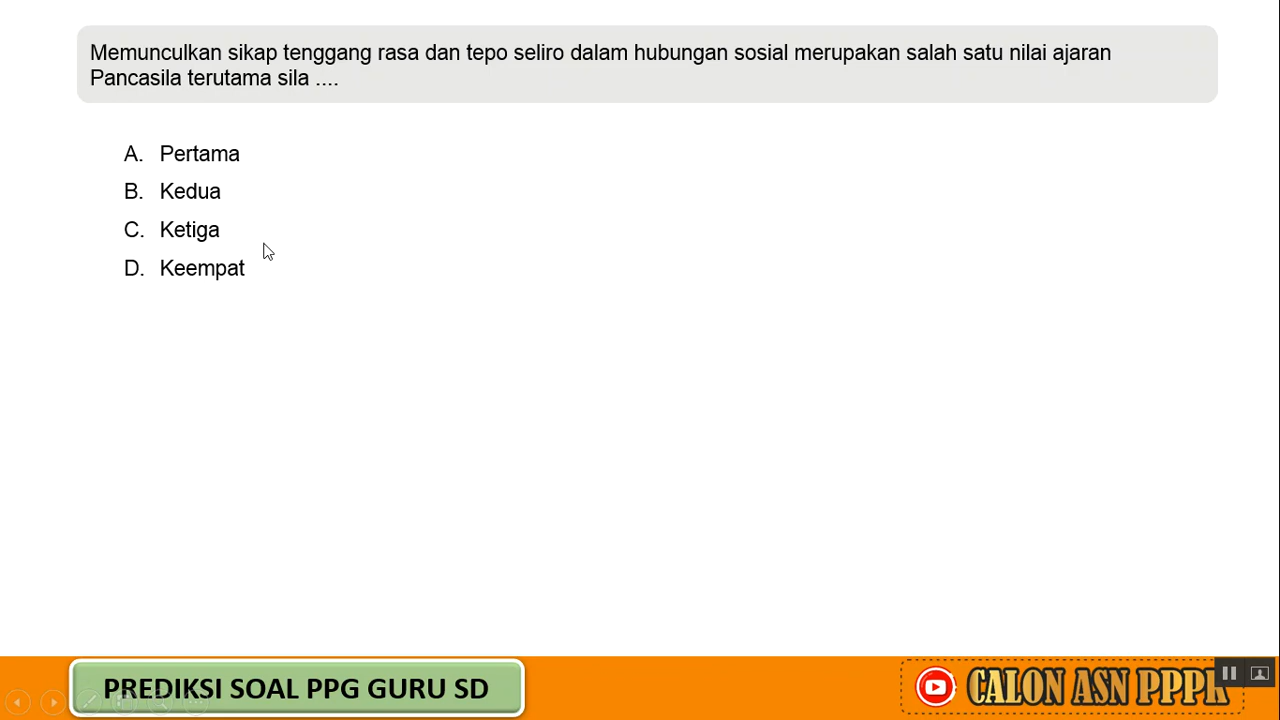 Memunculkan sikap tenggang rasa dan tepo seliro dalam hubungan sosial merupakan salah satu nilai ajaran
Pancasila terutama sila ....
A. Pertama
B. Kedua
C. Ketiga
D. Keempat
PREDIKSI SOAL PPG GURU SD
CALON ASN PPPK